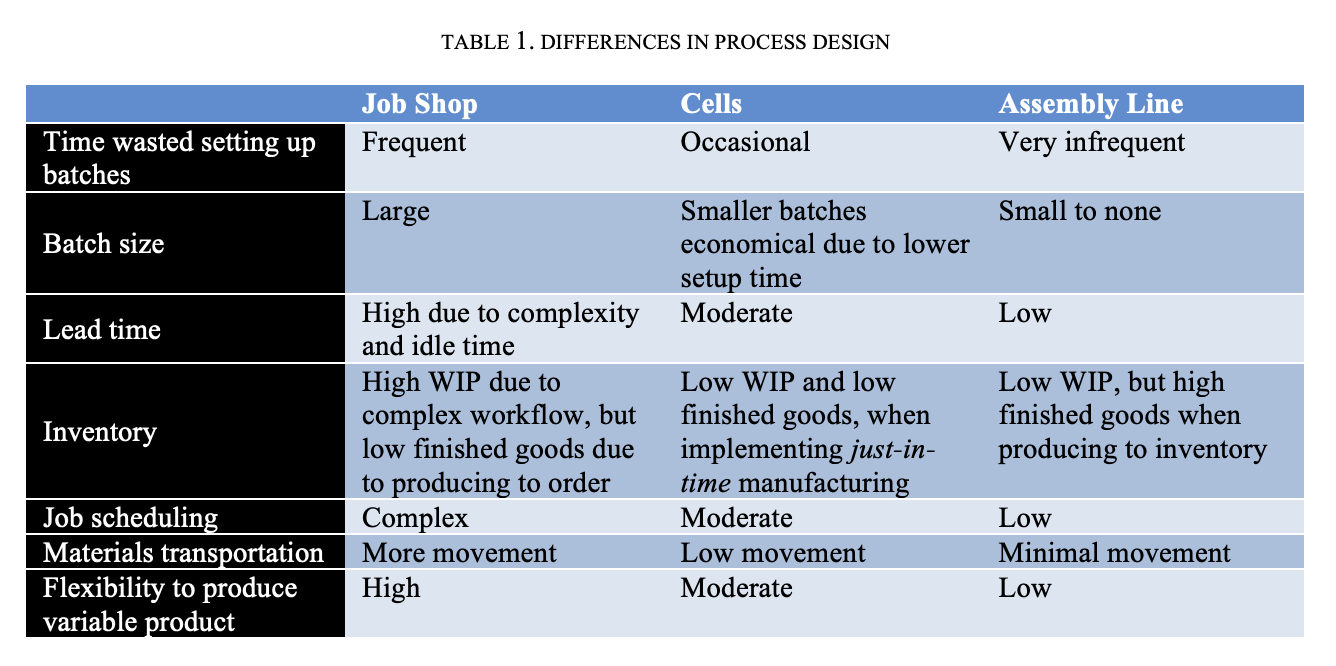 TABLE 1. DIFFERENCES IN PROCESS DESIGN
Job Shop Cells Assembly Line
Time wasted setting up batches Frequent Occasional Very infrequent
Batch size Large Smaller batches economical due to lower setup time Small to none
Lead time High due to complexity and idle time Moderate Low
Inventory High WIP due to complex workflow, but low finished goods due to producing to order Low WIP and low finished goods, when implementing just-in-time manufacturing Low WIP, but high finished goods when producing to inventory
Job scheduling Complex Moderate Low
Materials transportation More movement Low movement Minimal movement
Flexibility to produce variable product High Moderate Low